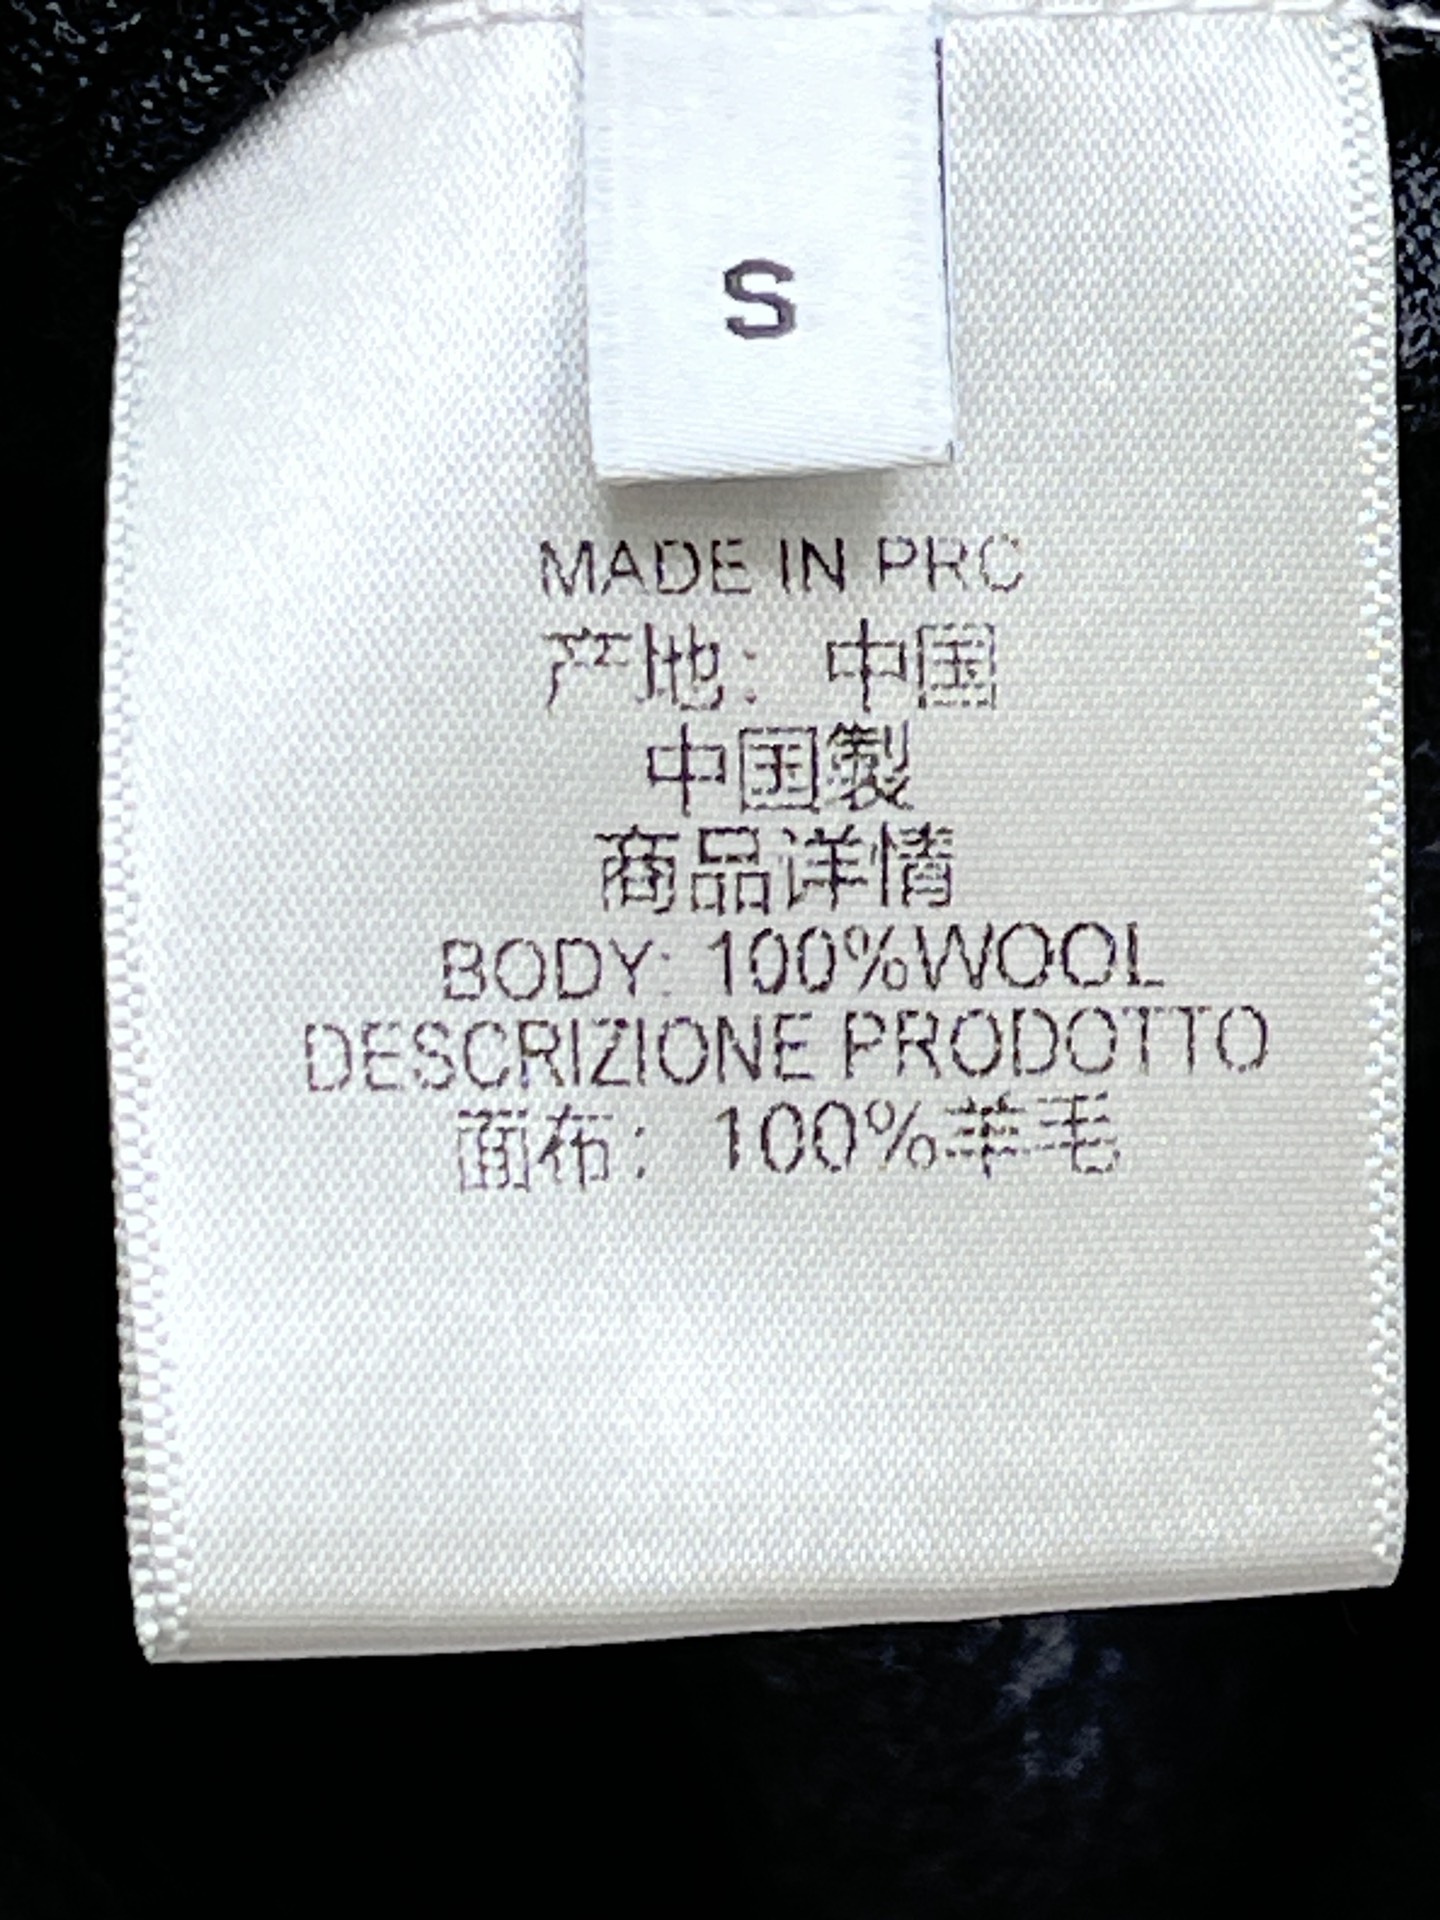 S
MADE IN PRC
产地：中国
中国製
商品详情
BODY: 100%WOOL
DESCRIZIONE PRODOTTO
面布：100%羊毛